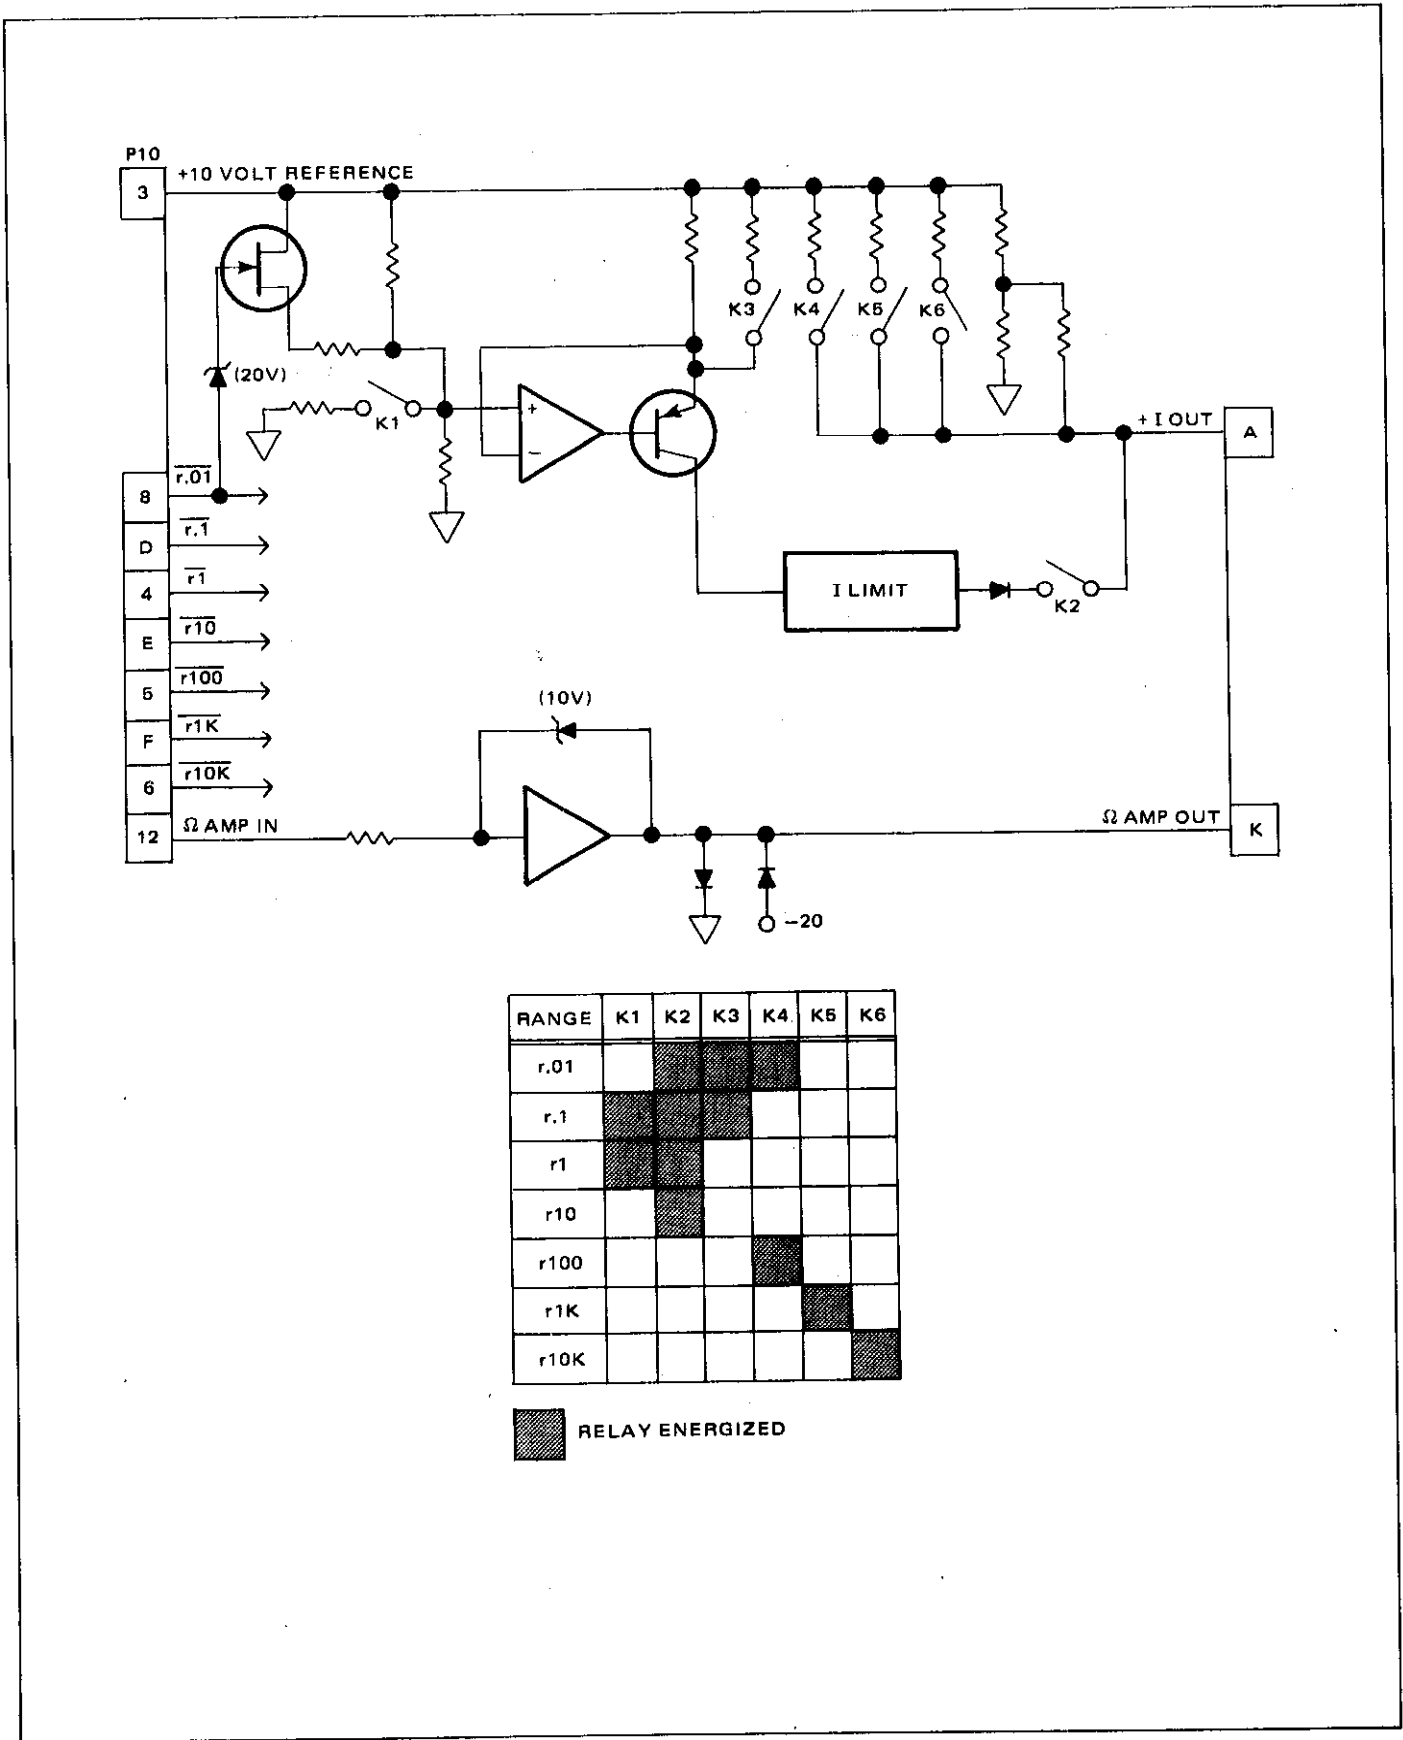 P10
3 +10 VOLT REFERENCE
K3 K4 K5 K6
(20V)
K1
+
−
+ I OUT A
8 r.01
D r.1
4 r1
E r10
5 r100
F r1K
6 r10K
12 Ω AMP IN
I LIMIT
K2
(10V)
Ω AMP OUT K
−20
RANGE K1 K2 K3 K4 K5 K6
r.01
r.1
r1
r10
r100
r1K
r10K
RELAY ENERGIZED